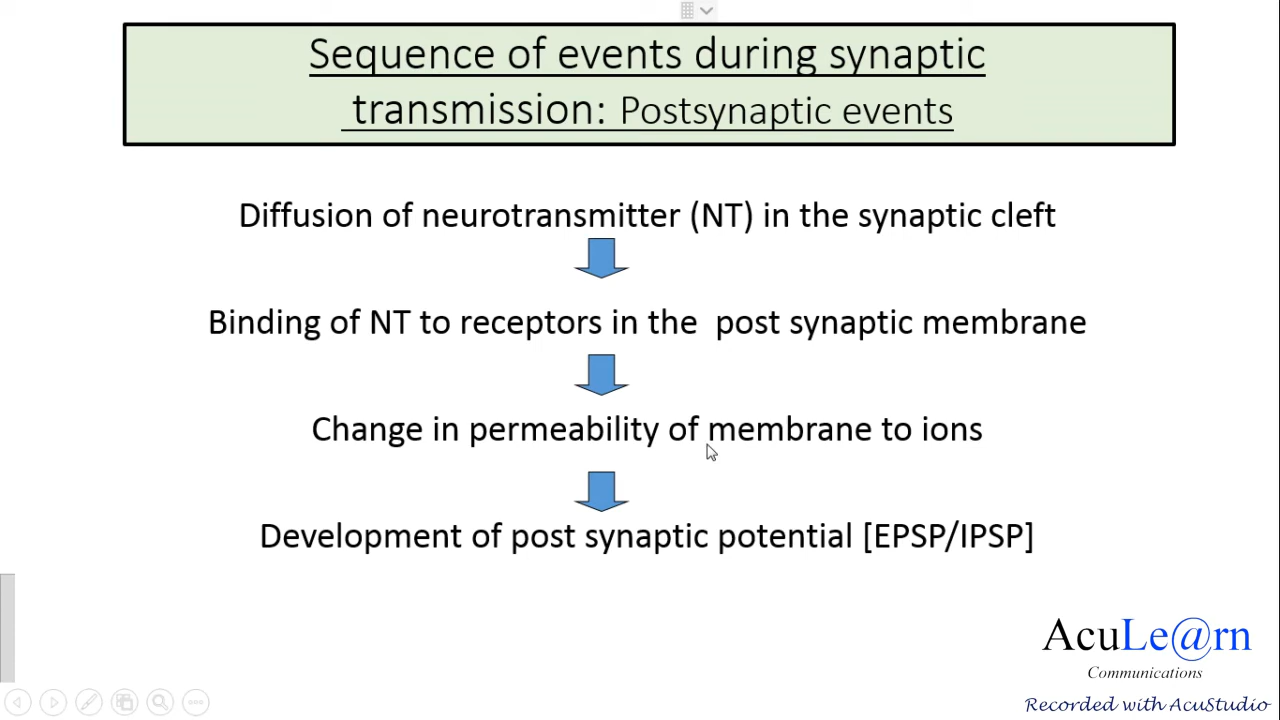 Sequence of events during synaptic
transmission: Postsynaptic events
Diffusion of neurotransmitter (NT) in the synaptic cleft
Binding of NT to receptors in the  post synaptic membrane
Change in permeability of membrane to ions
Development of post synaptic potential [EPSP/IPSP]
AcuLe@rn
Communications
Recorded with AcuStudio